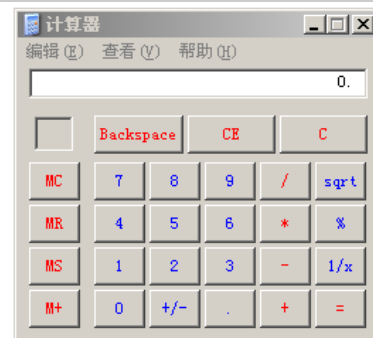 计算器
编辑(E) 查看(V) 帮助(H)
0.
Backspace CE C
MC 7 8 9 / sqrt
MR 4 5 6 * %
MS 1 2 3 - 1/x
M+ 0 +/- . + =